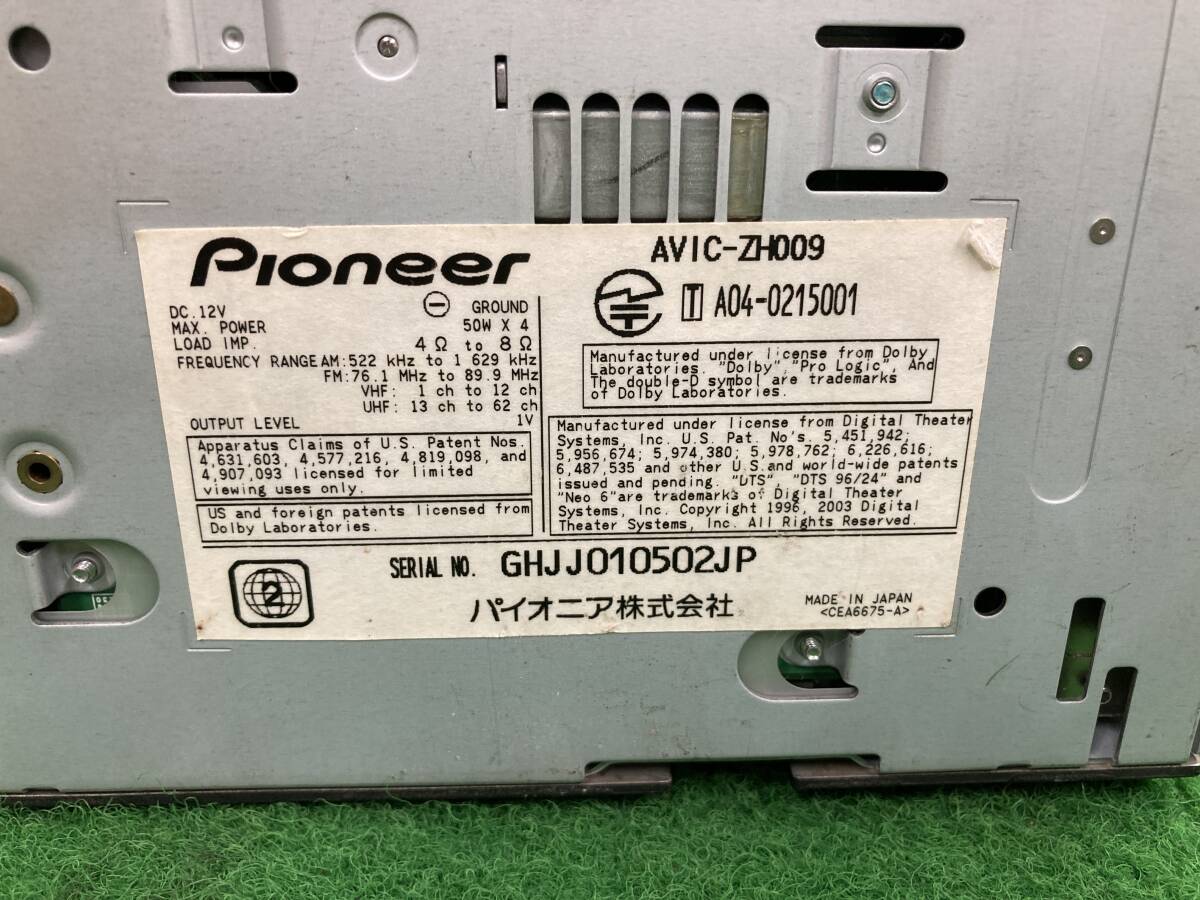 Pioneer
AVIC-ZH009
DC.12V ⊖ GROUND
MAX. POWER 50W X 4
LOAD IMP. 4 Ω to 8 Ω
FREQUENCY RANGE AM: 522 kHz to 1 629 kHz
FM: 76.1 MHz to 89.9 MHz
VHF: 1 ch to 12 ch
UHF: 13 ch to 62 ch
OUTPUT LEVEL 1V
Apparatus Claims of U.S. Patent Nos.
4,631,603, 4,577,216, 4,819,098, and
4,907,093 licensed for limited
viewing uses only.
US and foreign patents licensed from
Dolby Laboratories.
T A04-0215001
Manufactured under license from Dolby
Laboratories. "Dolby", "Pro Logic", And
The double-D symbol are trademarks
of Dolby Laboratories.
Manufactured under license from Digital Theater
Systems, Inc. U.S. Pat. No's. 5,451,942;
5,956,674; 5,974,380; 5,978,762; 6,226,616;
6,487,535 and other U.S.and world-wide patents
issued and pending. "DTS", "DTS 96/24" and
"Neo 6"are trademarks of Digital Theater
Systems, Inc. Copyright 1996, 2003 Digital
Theater Systems, Inc. All Rights Reserved.
2
SERIAL NO. GHJJ010502JP
パイオニア株式会社
MADE IN JAPAN
<CEA6675-A>